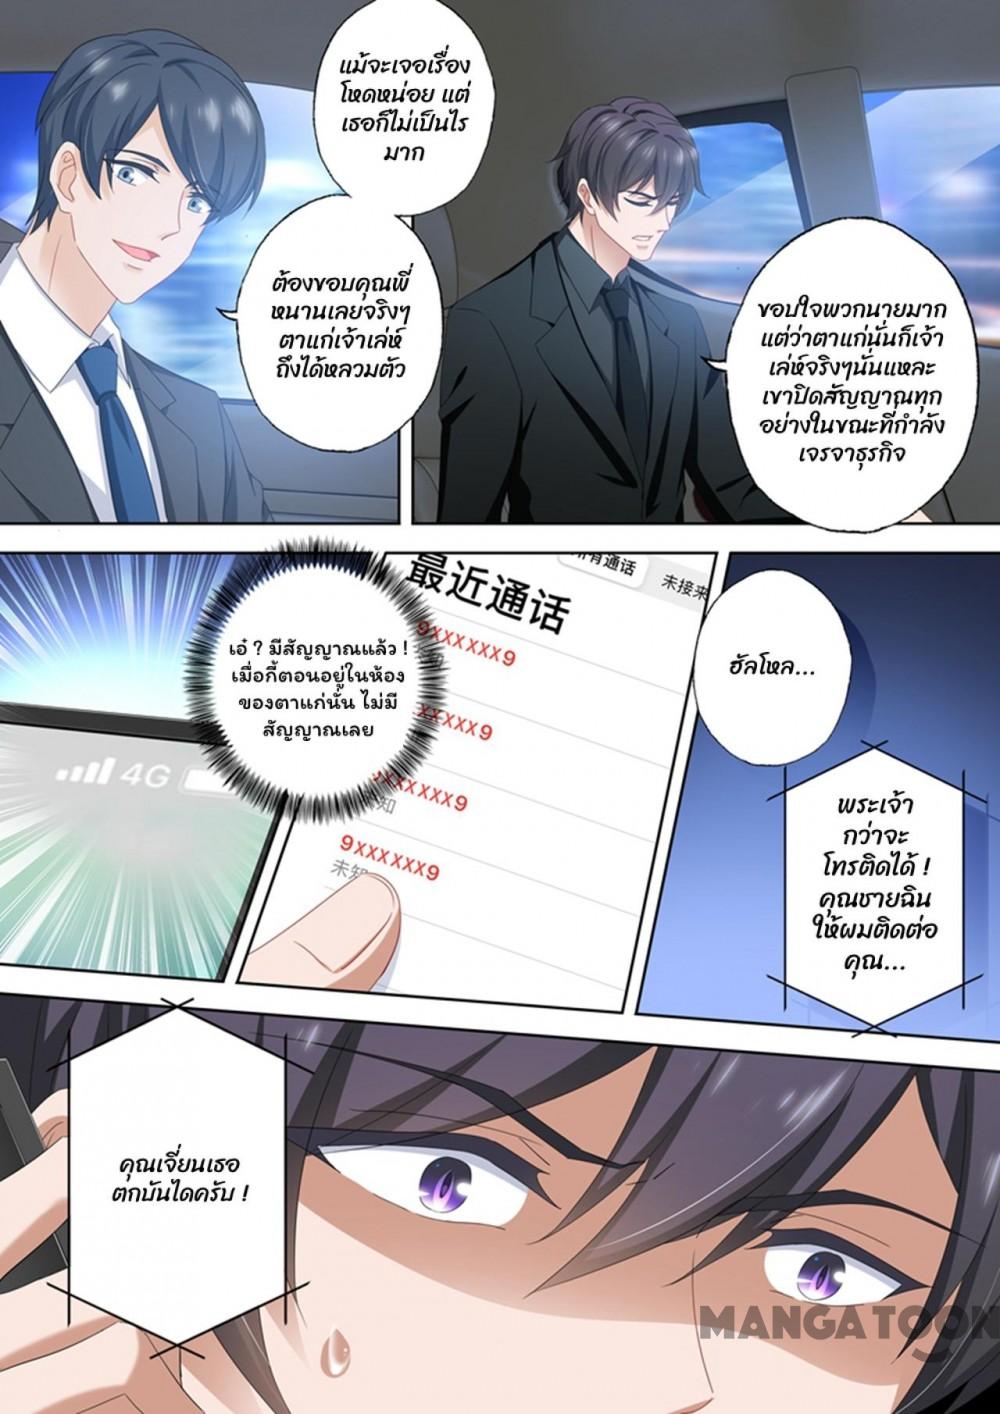 แม้จะเจอเรื่อง
โหดหน่อย แต่
เธอก็ไม่เป็นไร
มาก
ต้องขอบคุณพี่
หนานเลยจริงๆ
ตาแก่เจ้าเล่ห์
ถึงได้หลวมตัว
ขอบใจพวกนายมาก
แต่ว่าตาแก่นั่นก็เจ้า
เล่ห์จริงๆนั่นแหละ
เขาปิดสัญญาณทุก
อย่างในขณะที่กำลัง
เจรจาธุรกิจ
เอ๋ ? มีสัญญาณแล้ว !
เมื่อกี้ตอนอยู่ในห้อง
ของตาแก่นั่น ไม่มี
สัญญาณเลย
4G
所有通话
未接来
最近通话
9xxxxxx9
xxxxxx9
xxxxxxx9
知
9xxxxxx9
未知
ฮัลโหล...
พระเจ้า
กว่าจะ
โทรติดได้ !
คุณชายฉิน
ให้ผมติดต่อ
คุณ...
คุณเจี่ยนเธอ
ตกบันไดครับ !
MANGATOON